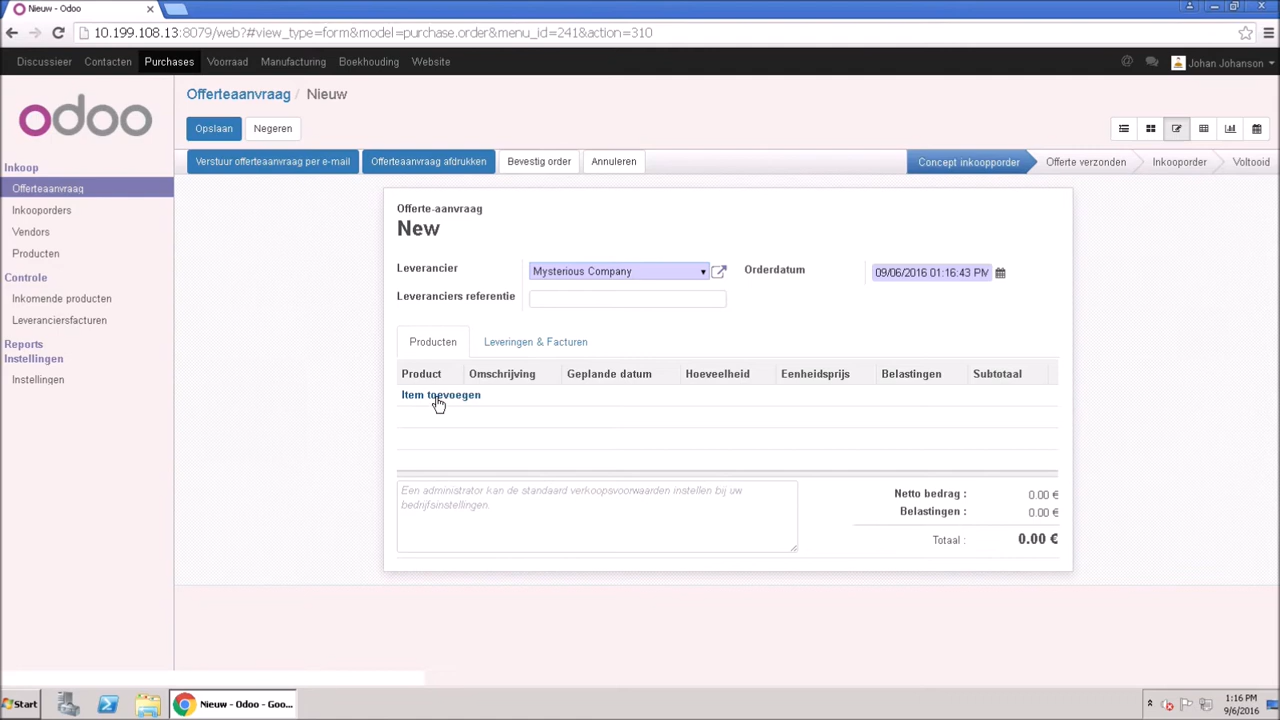 Nieuw - Odoo
10.199.108.13:8079/web?#view_type=form&model=purchase.order&menu_id=241&action=310
Discussieer Contacten Purchases Voorraad Manufacturing Boekhouding Website @ Johan Johanson
odoo
Offerteaanvraag / Nieuw
Opslaan Negeren
Verstuur offerteaanvraag per e-mail Offerteaanvraag afdrukken Bevestig order Annuleren Concept inkoopporder Offerte verzonden Inkooporder Voltooid
Inkoop
Offerteaanvraag
Inkooporders
Vendors
Producten
Controle
Inkomende producten
Leveranciersfacturen
Reports
Instellingen
Instellingen
Offerte-aanvraag
New
Leverancier Mysterious Company Orderdatum 09/06/2016 01:16:43 PM
Leveranciers referentie
Producten Leveringen & Facturen
Product Omschrijving Geplande datum Hoeveelheid Eenheidsprijs Belastingen Subtotaal
Item toevoegen
Een administrator kan de standaard verkoopsvoorwaarden instellen bij uw
bedrijfsinstellingen.
Netto bedrag : 0.00 €
Belastingen : 0.00 €
Totaal : 0.00 €
Start Nieuw - Odoo - Goo... 1:16 PM
9/6/2016